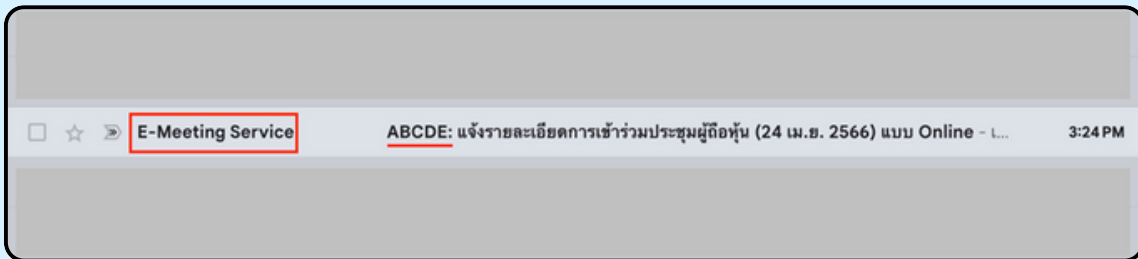 E-Meeting Service ABCDE: แจ้งรายละเอียดการเข้าร่วมประชุมผู้ถือหุ้น (24 เม.ย. 2566) แบบ Online - เ... 3:24 PM